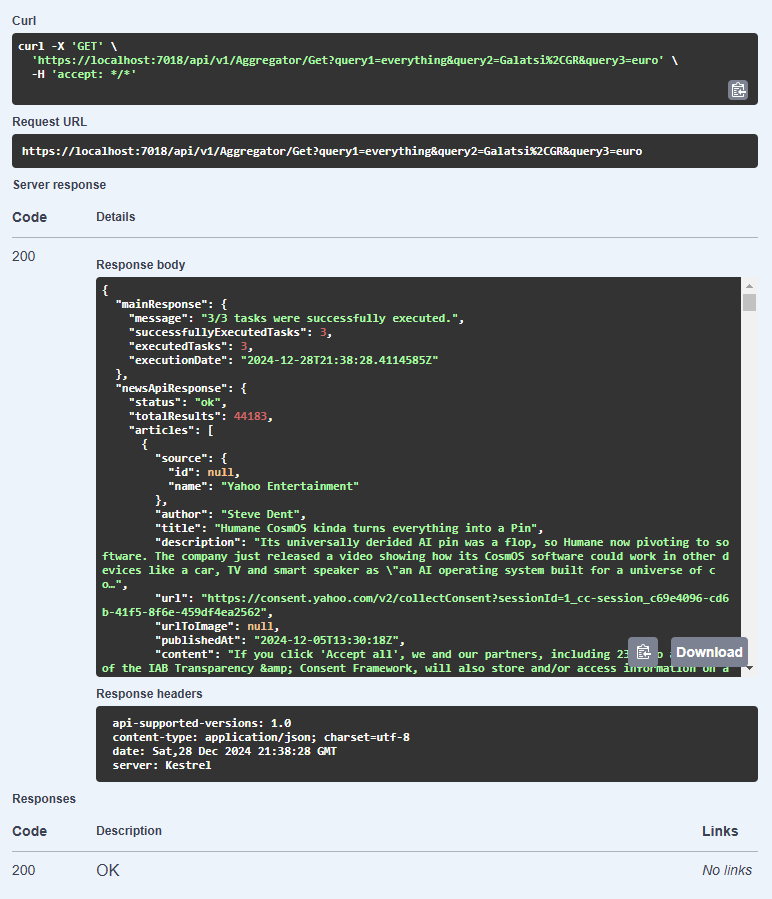 Curl
curl -X 'GET' \
'https://localhost:7018/api/v1/Aggregator/Get?query1=everything&query2=Galatsi%2CGR&query3=euro' \
-H 'accept: */*'
Request URL
https://localhost:7018/api/v1/Aggregator/Get?query1=everything&query2=Galatsi%2CGR&query3=euro
Server response
Code Details
200
Response body
{
"mainResponse": {
"message": "3/3 tasks were successfully executed.",
"successfullyExecutedTasks": 3,
"executedTasks": 3,
"executionDate": "2024-12-28T21:38:28.4114585Z"
},
"newsApiResponse": {
"status": "ok",
"totalResults": 44183,
"articles": [
{
"source": {
"id": null,
"name": "Yahoo Entertainment"
},
"author": "Steve Dent",
"title": "Humane CosmOS kinda turns everything into a Pin",
"description": "Its universally derided AI pin was a flop, so Humane now pivoting to so
ftware. The company just released a video showing how its CosmOS software could work in other d
evices like a car, TV and smart speaker as \"an AI operating system built for a universe of c
o…",
"url": "https://consent.yahoo.com/v2/collectConsent?sessionId=1_cc-session_c69e4096-cd6
b-41f5-8f6e-459df4ea2562",
"urlToImage": null,
"publishedAt": "2024-12-05T13:30:18Z",
"content": "If you click 'Accept all', we and our partners, including
Download
of the IAB Transparency &amp; Consent Framework, will also store and/or access information on a
Response headers
api-supported-versions: 1.0
content-type: application/json; charset=utf-8
date: Sat,28 Dec 2024 21:38:28 GMT
server: Kestrel
Responses
Code Description Links
200 OK No links